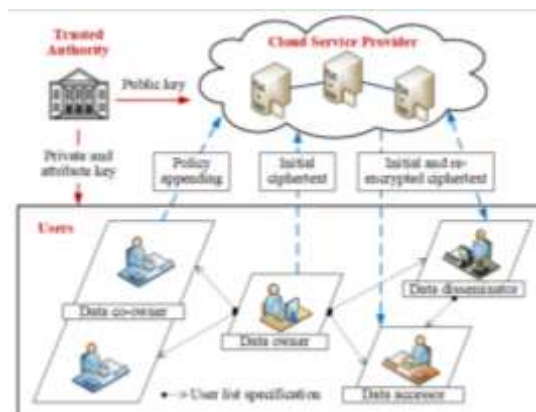 Trusted
Authority
Cloud Service Provider
Public key
Private and
attribute key
Policy
appending
Initial
ciphertext
Initial and re-
encrypted ciphertext
Users
Data co-owner
Data owner
Data disseminator
Data accessor
User list specification